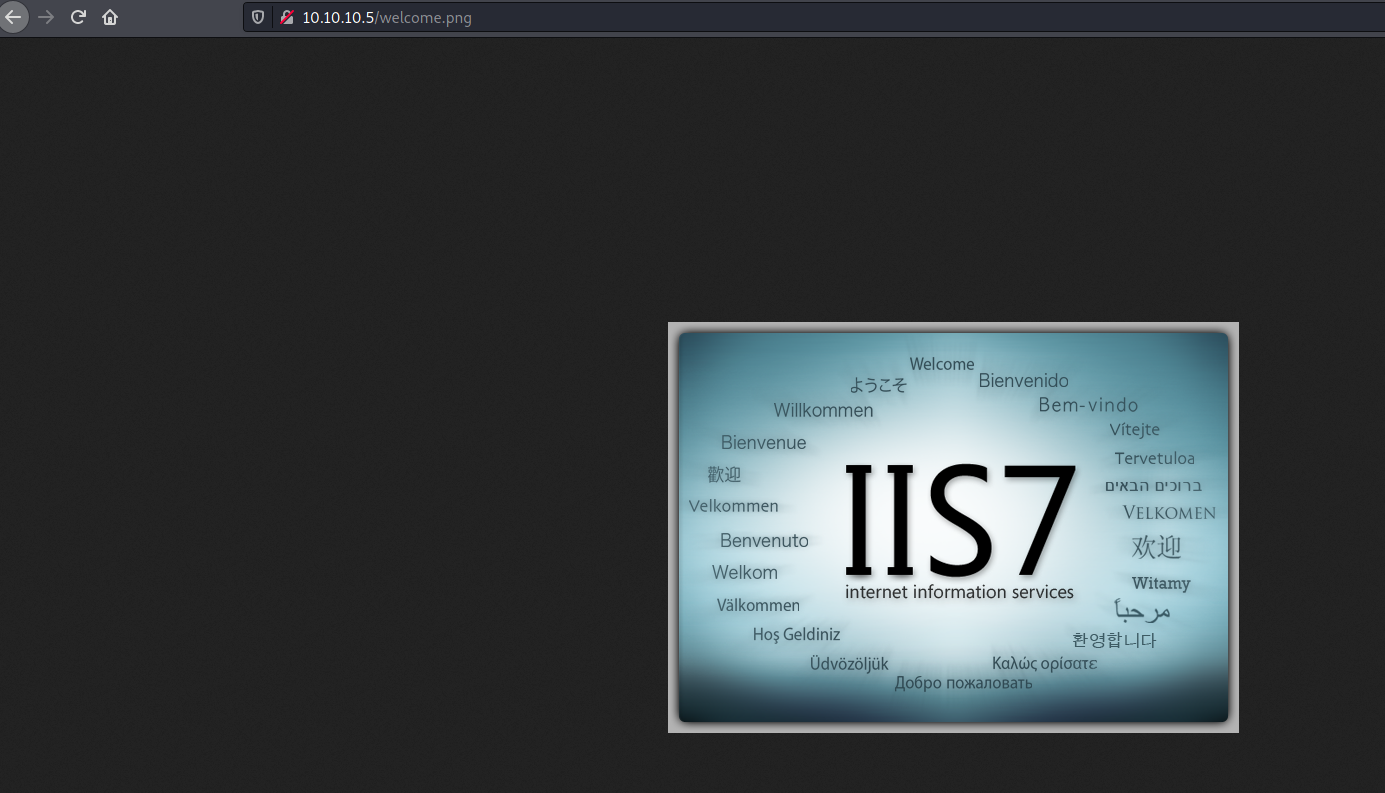 10.10.10.5/welcome.png
Welcome
ようこそ
Bienvenido
Willkommen
Bem-vindo
Bienvenue
Vítejte
歡迎
Tervetuloa
ברוכים הבאים
Velkommen
VELKOMEN
IIS7
Benvenuto
欢迎
Welkom
Witamy
internet information services
Välkommen
مرحباً
Hoş Geldiniz
환영합니다
Üdvözöljük
Καλώς ορίσατε
Добро пожаловать